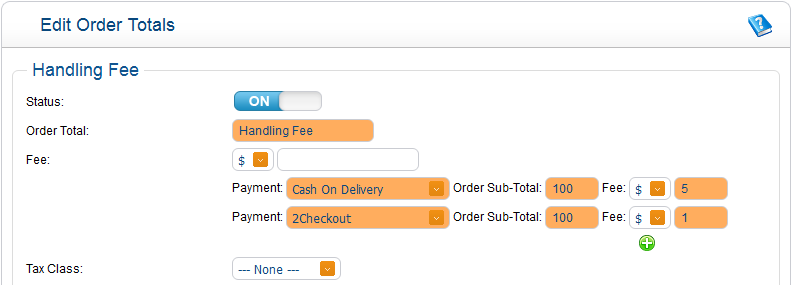 Edit Order Totals
Handling Fee
Status: ON
Order Total: Handling Fee
Fee: $
Payment: Cash On Delivery Order Sub-Total: 100 Fee: $ 5
Payment: 2Checkout Order Sub-Total: 100 Fee: $ 1
Tax Class: --- None ---